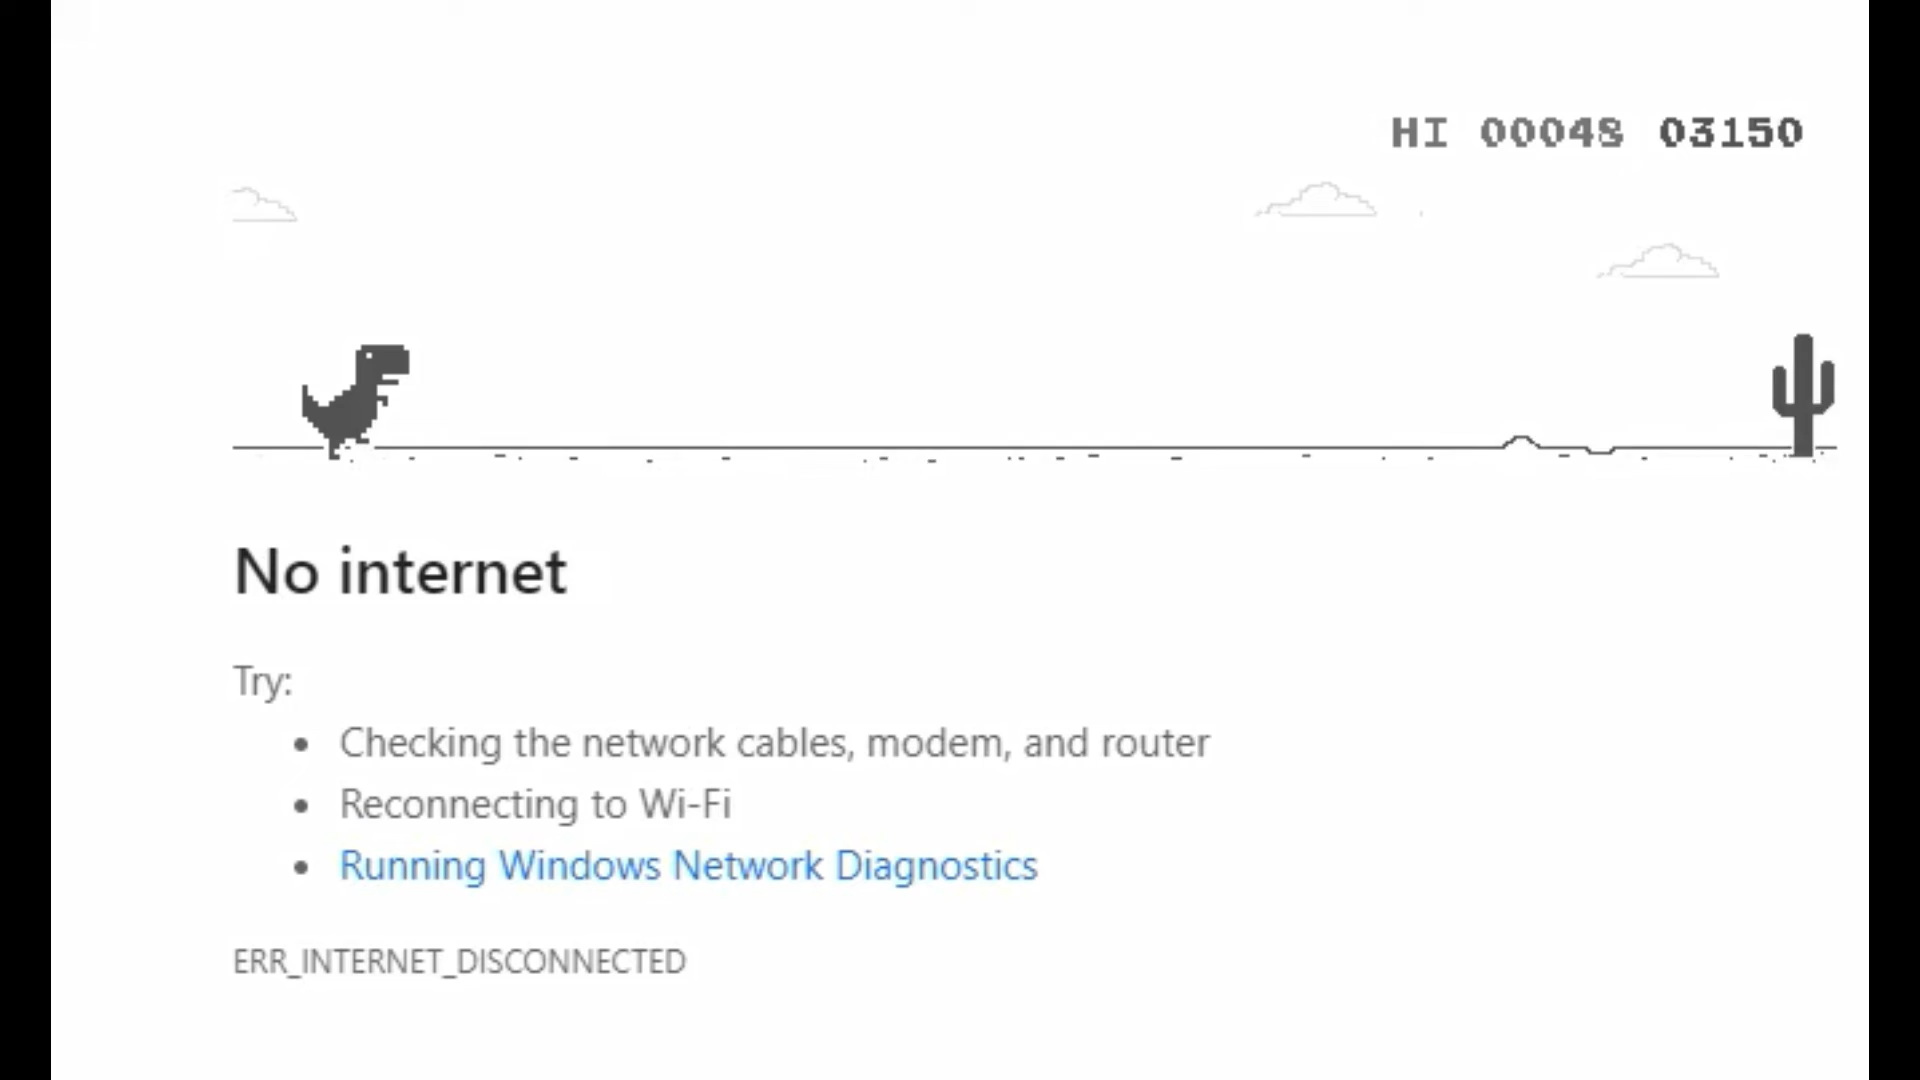 HI 00048 03150
No internet
Try:
• Checking the network cables, modem, and router
• Reconnecting to Wi-Fi
• Running Windows Network Diagnostics
ERR_INTERNET_DISCONNECTED